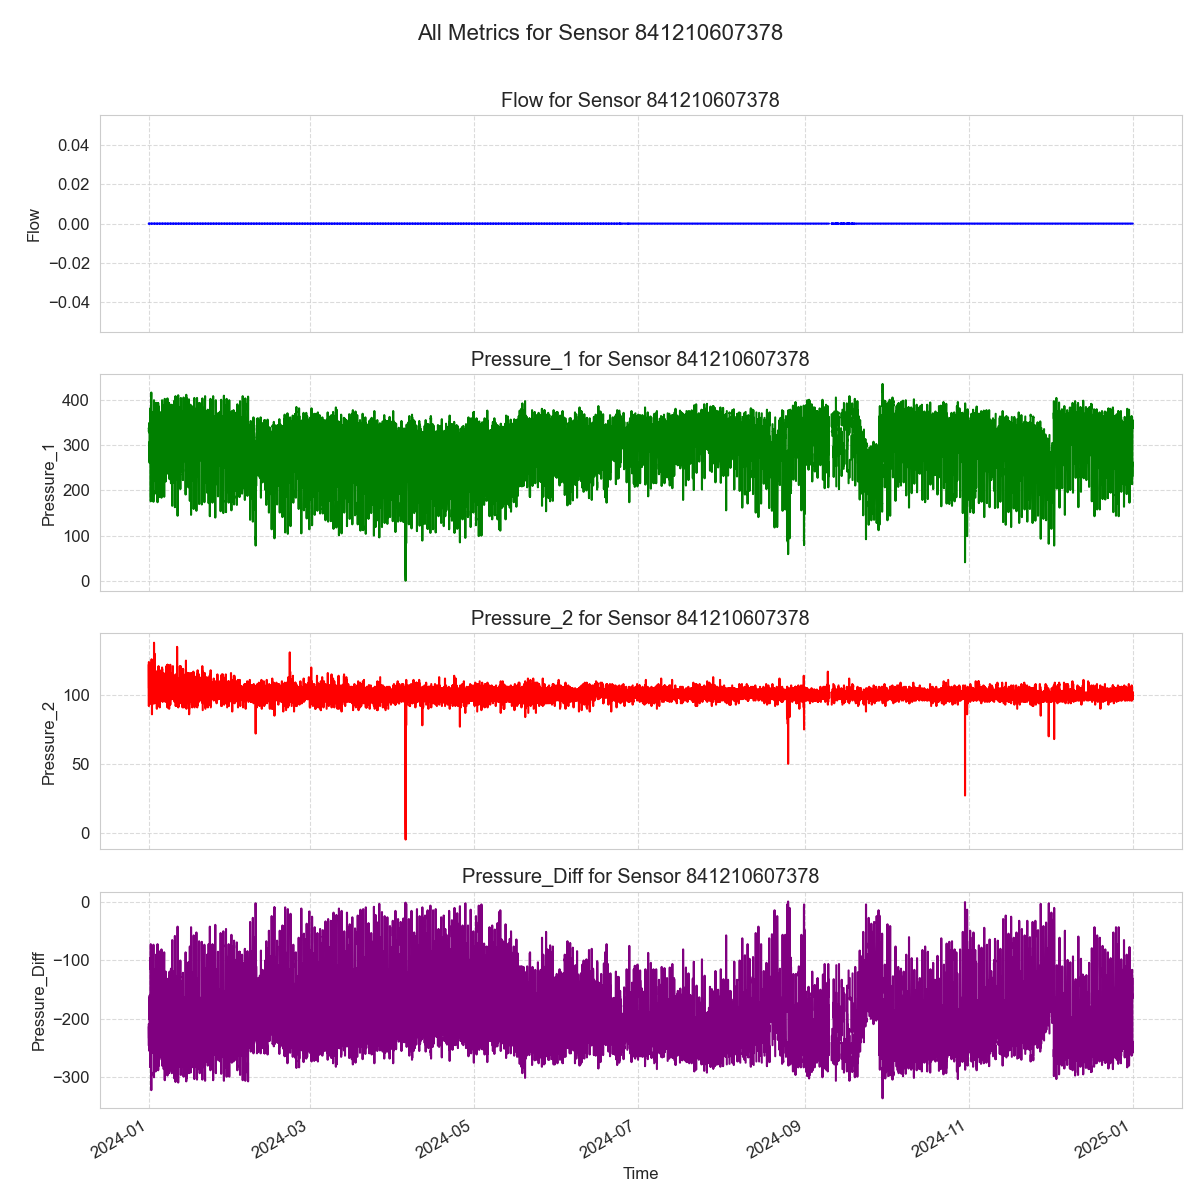 All Metrics for Sensor 841210607378
Flow for Sensor 841210607378
0.04
0.02
0.00
−0.02
−0.04
Flow
Pressure_1 for Sensor 841210607378
400
300
200
100
0
Pressure_1
Pressure_2 for Sensor 841210607378
100
50
0
Pressure_2
Pressure_Diff for Sensor 841210607378
0
−100
−200
−300
Pressure_Diff
2024-01
2024-03
2024-05
2024-07
2024-09
2024-11
2025-01
Time